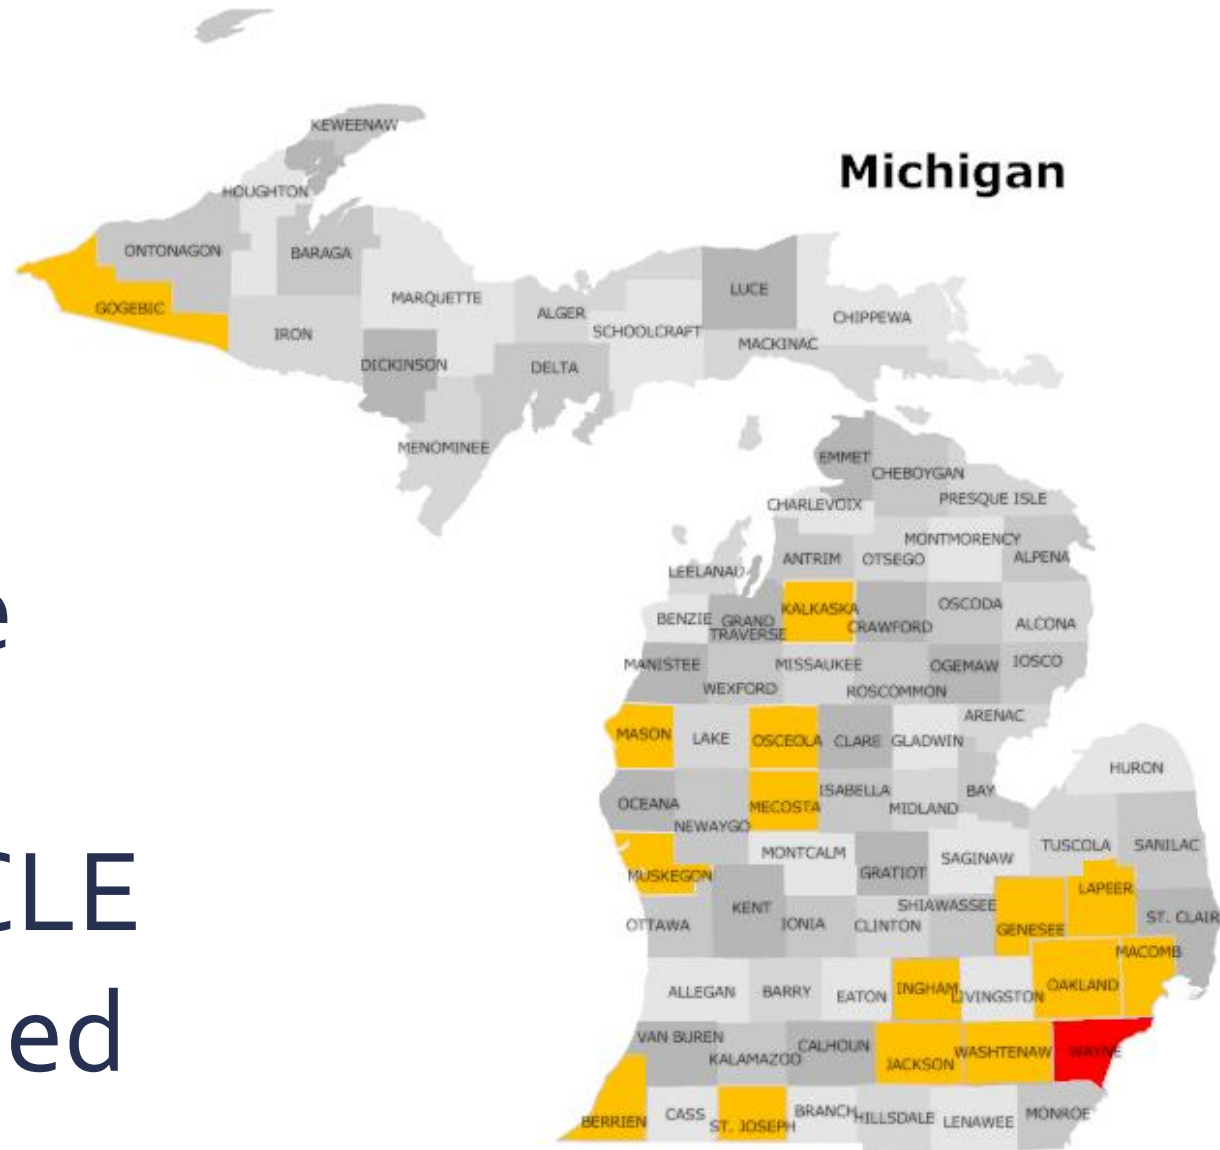 KEWEENAW
Michigan
HOUGHTON
ONTONAGON
BARAGA
LUCE
MARQUETTE
GOGEBIC
ALGER
CHIPPEWA
SCHOOLCRAFT
IRON
MACKINAC
DICKINSON
DELTA
MENOMINEE
EMMET
CHEBOYGAN
PRESQUE ISLE
CHARLEVOIX
MONTMORENCY
ANTRIM
OTSEGO
ALPENA
LEELANAU
KALKASKA
OSCODA
BENZIE
GRAND
TRAVERSE
CRAWFORD
ALCONA
e
MANISTEE
MISSAUKEE
OGEMAW
IOSCO
WEXFORD
ROSCOMMON
ARENAC
MASON
LAKE
OSCEOLA
CLARE
GLADWIN
HURON
OCEANA
MECOSTA
ISABELLA
BAY
MIDLAND
NEWAYGO
MONTCALM
SAGINAW
TUSCOLA
SANILAC
MUSKEGON
GRATIOT
LAPEER
CLE
KENT
SHIAWASSEE
ST. CLAIR
OTTAWA
IONIA
CLINTON
GENESEE
MACOMB
ALLEGAN
BARRY
EATON
INGHAM
LIVINGSTON
OAKLAND
ed
VAN BUREN
KALAMAZOO
CALHOUN
JACKSON
WASHTENAW
WAYNE
BERRIEN
CASS
ST. JOSEPH
BRANCH
HILLSDALE
LENAWEE
MONROE